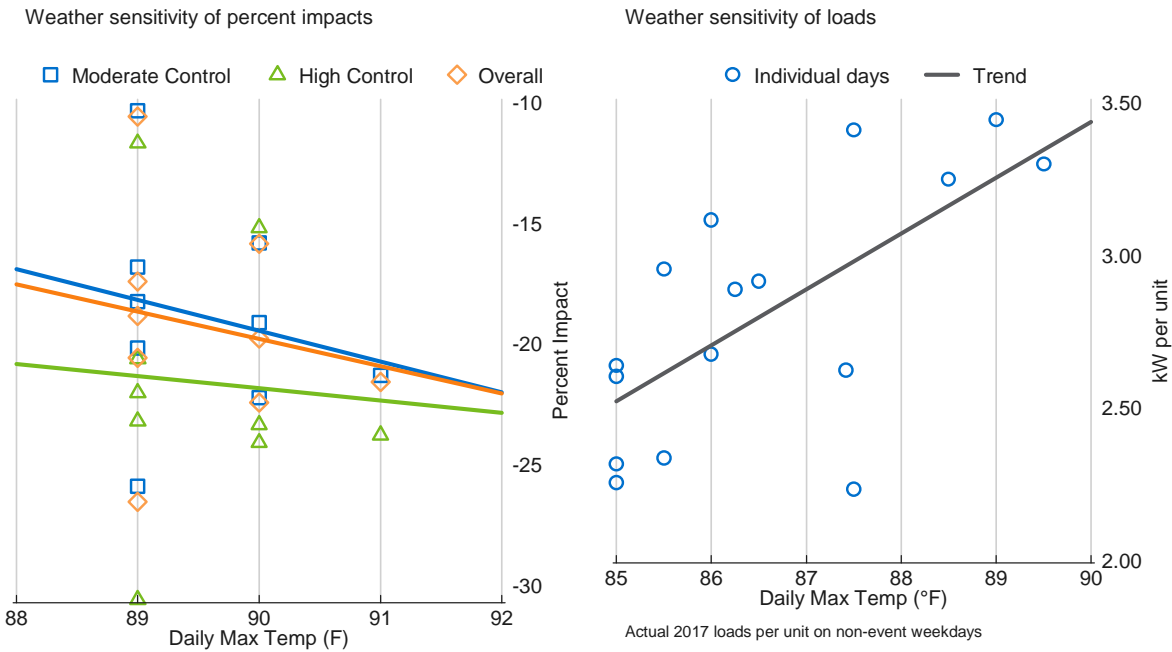 Weather sensitivity of percent impacts
Moderate Control High Control Overall
-10
-15
-20
-25
-30
Percent Impact
88 89 90 91 92
Daily Max Temp (F)
Weather sensitivity of loads
Individual days Trend
3.50
3.00
2.50
2.00
kW per unit
85 86 87 88 89 90
Daily Max Temp (°F)
Actual 2017 loads per unit on non-event weekdays